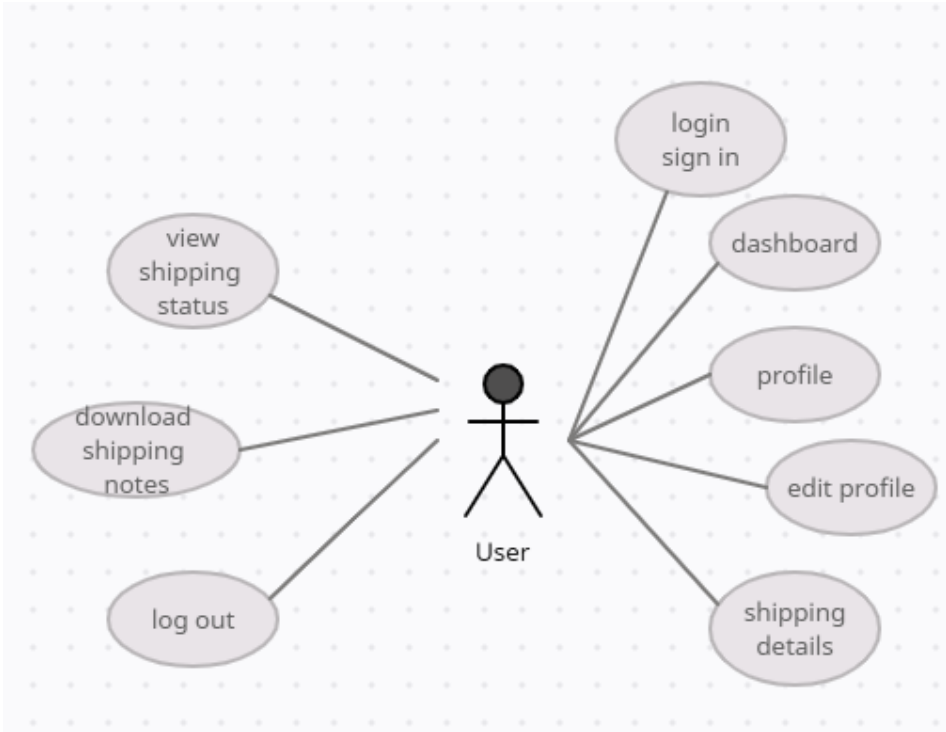 login
sign in
dashboard
view
shipping
status
profile
download
shipping
notes
edit profile
User
log out
shipping
details